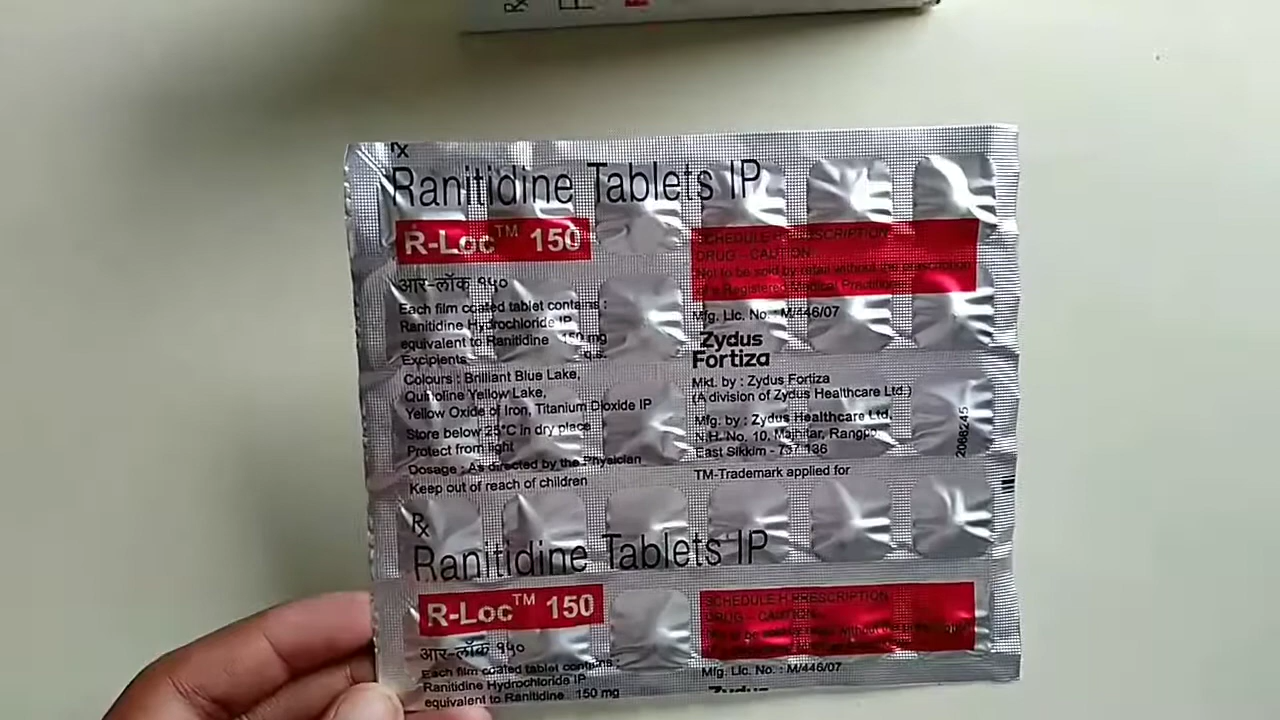 Rx
Ranitidine Tablets IP
R-Loc™ 150
आर-लॉक १५०
Each film coated tablet contains :
Ranitidine Hydrochloride IP
equivalent to Ranitidine 150 mg
Excipients q.s.
Colours : Brilliant Blue Lake,
Quinoline Yellow Lake,
Yellow Oxide of Iron, Titanium Dioxide IP
Store below 25°C in dry place
Protect from light
Dosage : As directed by the Physician
Keep out of reach of children
SCHEDULE H PRESCRIPTION
DRUG - CAUTION
Not to be sold by retail without the prescription
of a Registered Medical Practitioner
Mfg. Lic. No. : M/446/07
Zydus
Fortiza
Mkt. by : Zydus Fortiza
(A division of Zydus Healthcare Ltd.)
Mfg. by : Zydus Healthcare Ltd.
N.H. No. 10, Majhitar, Rangpo,
East Sikkim - 737 136
TM-Trademark applied for
2066245
Rx
Ranitidine Tablets IP
R-Loc™ 150
आर-लॉक १५०
Each film coated tablet contains :
Ranitidine Hydrochloride IP
equivalent to Ranitidine 150 mg
SCHEDULE H PRESCRIPTION
DRUG - CAUTION
sold by retail without the
Mfg. Lic. No. : M/446/07
Zydus